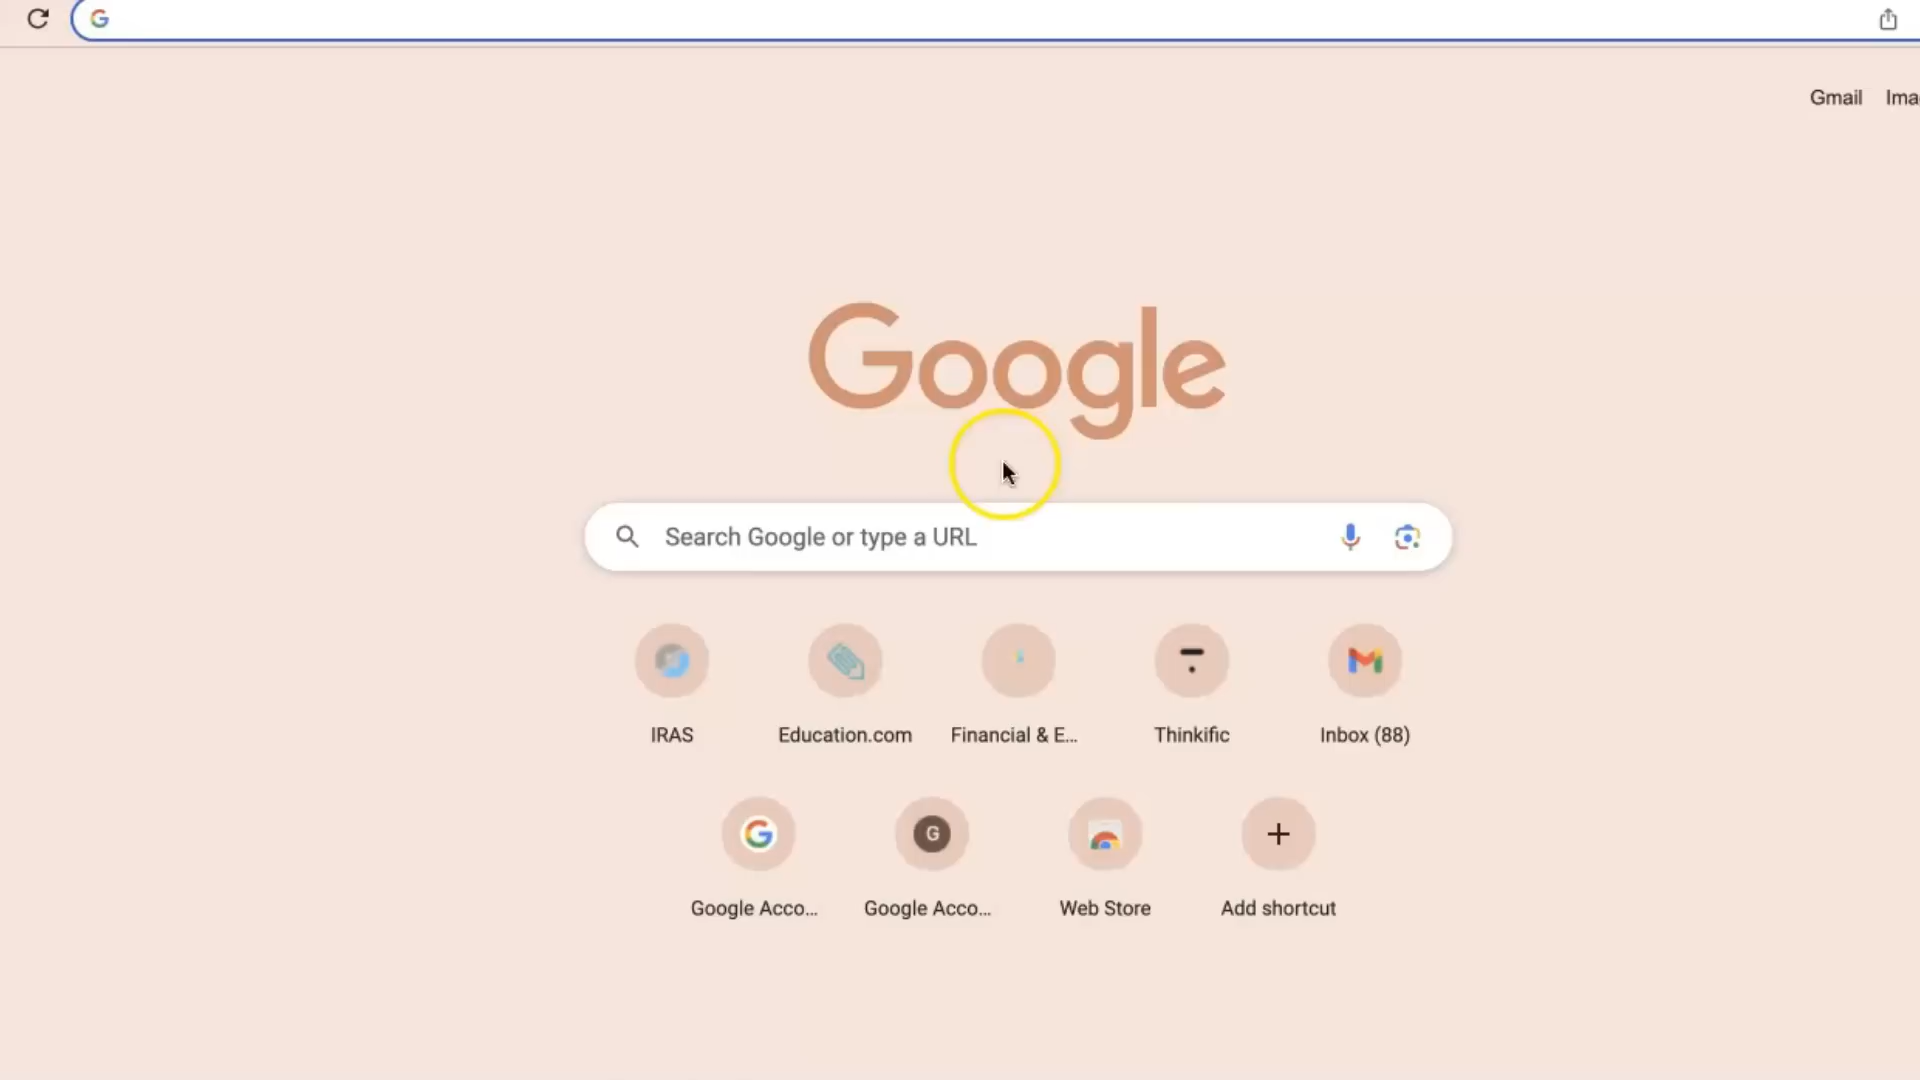 Gmail Ima
Google
Search Google or type a URL
IRAS Education.com Financial & E... Thinkific Inbox (88)
G
Google Acco... Google Acco... Web Store Add shortcut